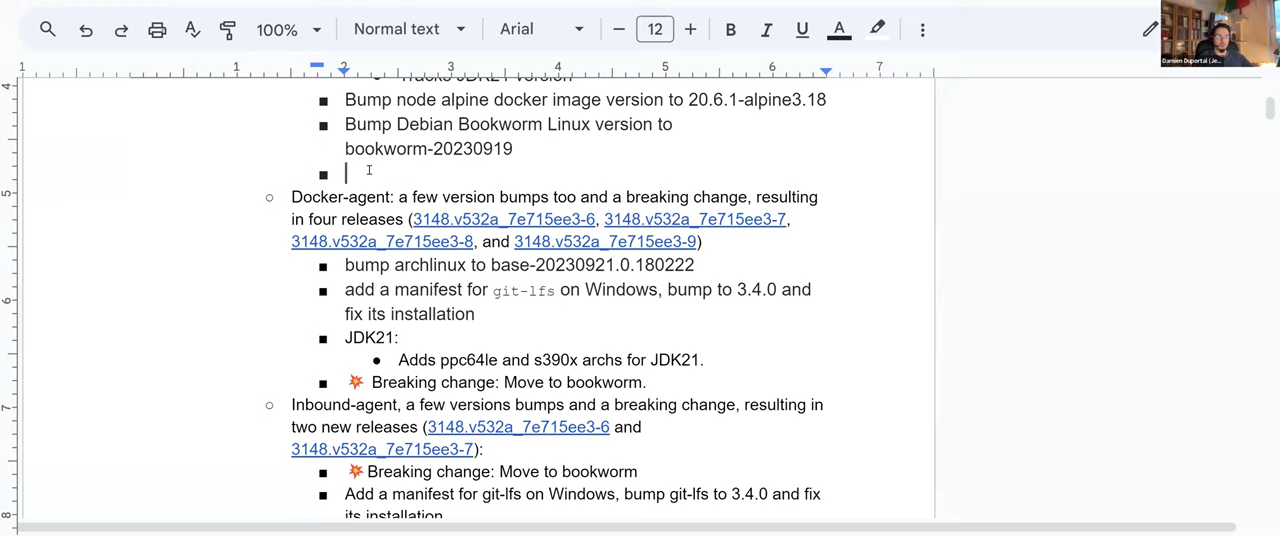 100%
Normal text
Arial
12
B I U A
Damien Duportal (Je...
1 1 2 3 4 5 6 7
Bump node alpine docker image version to 20.6.1-alpine3.18
Bump Debian Bookworm Linux version to
bookworm-20230919
Docker-agent: a few version bumps too and a breaking change, resulting
in four releases (3148.v532a_7e715ee3-6, 3148.v532a_7e715ee3-7,
3148.v532a_7e715ee3-8, and 3148.v532a_7e715ee3-9)
bump archlinux to base-20230921.0.180222
add a manifest for git-lfs on Windows, bump to 3.4.0 and
fix its installation
JDK21:
Adds ppc64le and s390x archs for JDK21.
💥 Breaking change: Move to bookworm.
Inbound-agent, a few versions bumps and a breaking change, resulting in
two new releases (3148.v532a_7e715ee3-6 and
3148.v532a_7e715ee3-7):
💥 Breaking change: Move to bookworm
Add a manifest for git-lfs on Windows, bump git-lfs to 3.4.0 and fix
its installation
4
5
6
7
8